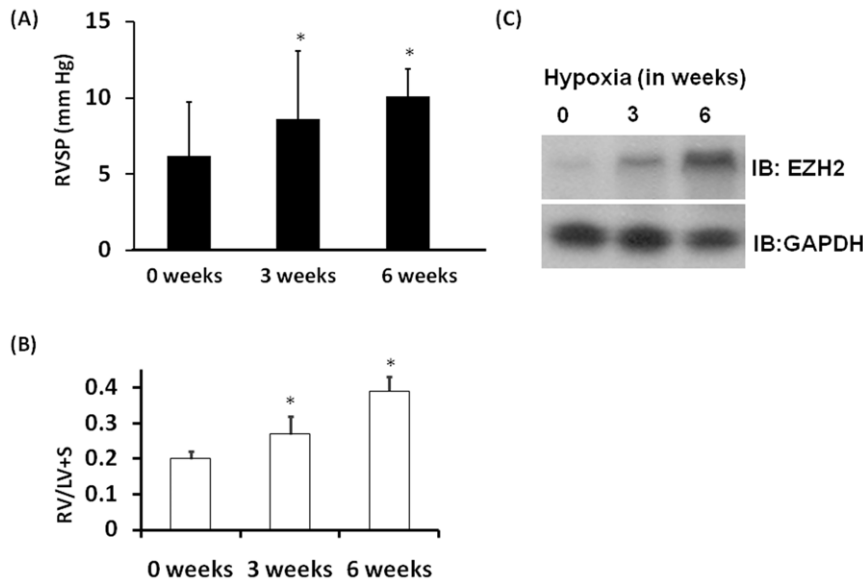 (A)
15
10
5
0
RVSP (mm Hg)
*
*
0 weeks 3 weeks 6 weeks
(B)
0.4
0.3
0.2
0.1
0
RV/LV+S
*
*
0 weeks 3 weeks 6 weeks
(C)
Hypoxia (in weeks)
0 3 6
IB: EZH2
IB:GAPDH